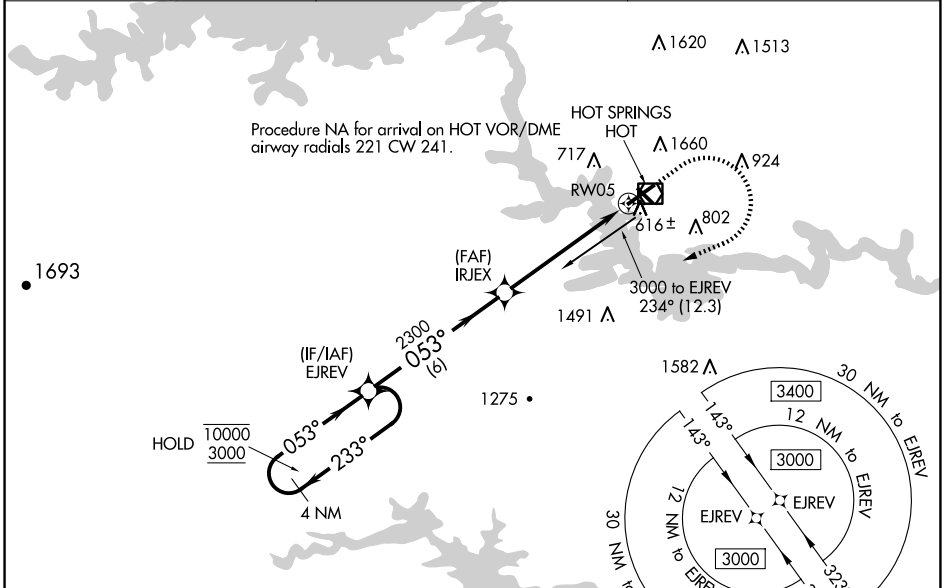 1620
1513
HOT SPRINGS
HOT
Procedure NA for arrival on HOT VOR/DME
airway radials 221 CW 241.
717
1660
924
RW05
616±
802
1693
(FAF)
IRJEX
3000 to EJREV
234° (12.3)
1491
2300
053°
(6)
(IF/IAF)
EJREV
1582
1275
HOLD
10000
3000
053°
233°
4 NM
30 NM to EJREV
3400
12 NM to EJREV
143°
3000
EJREV
143°
EJREV
12 NM to EJREV
3000
30 NM to
323°